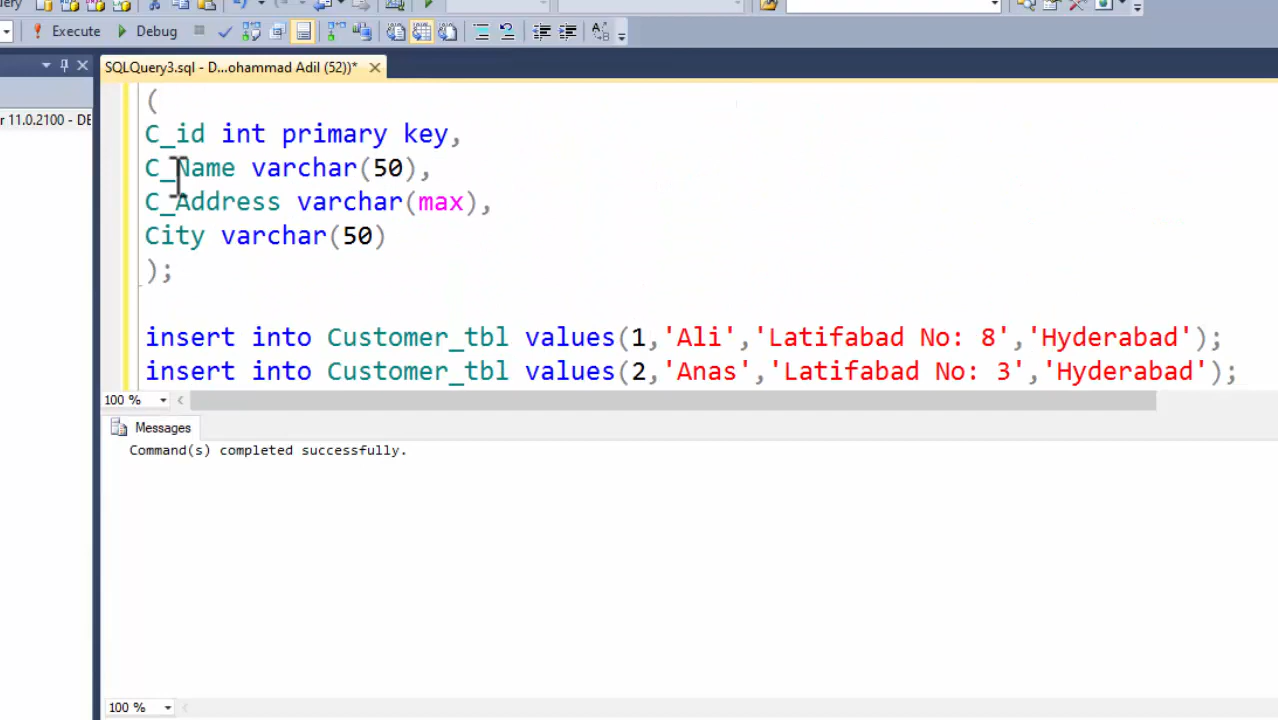 Execute Debug
SQLQuery3.sql - D...ohammad Adil (52))*
r 11.0.2100 - DE
(
C_id int primary key,
C_Name varchar(50),
C_Address varchar(max),
City varchar(50)
);
insert into Customer_tbl values(1,'Ali','Latifabad No: 8','Hyderabad');
insert into Customer_tbl values(2,'Anas','Latifabad No: 3','Hyderabad');
100 %
Messages
Command(s) completed successfully.
100 %